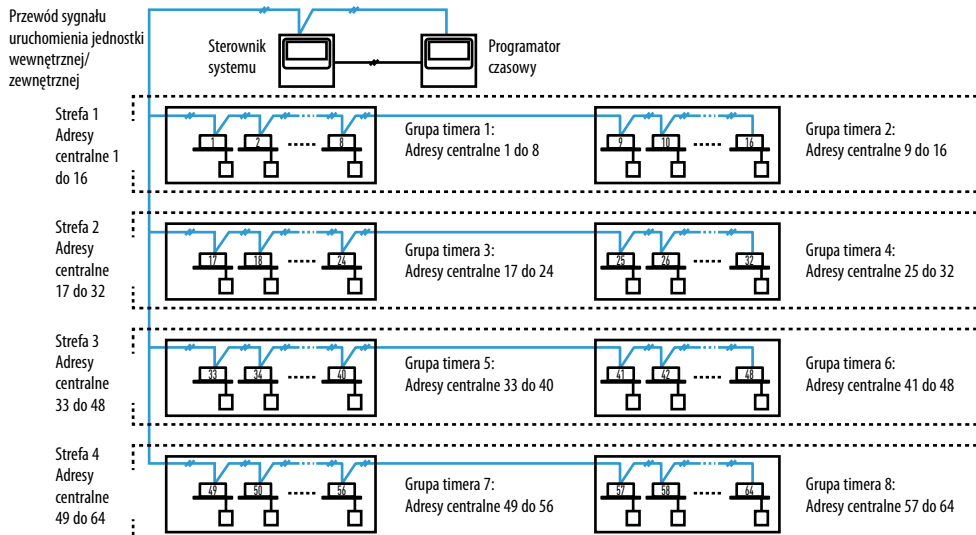 Przewód sygnału
uruchomienia jednostki
wewnętrznej/
zewnętrznej
Sterownik
systemu
Programator
czasowy
Strefa 1
Adresy
centralne 1
do 16
1 2 8
Grupa timera 1:
Adresy centralne 1 do 8
9 10 16
Grupa timera 2:
Adresy centralne 9 do 16
Strefa 2
Adresy
centralne
17 do 32
17 18 24
Grupa timera 3:
Adresy centralne 17 do 24
25 26 32
Grupa timera 4:
Adresy centralne 25 do 32
Strefa 3
Adresy
centralne
33 do 48
33 34 40
Grupa timera 5:
Adresy centralne 33 do 40
41 42 48
Grupa timera 6:
Adresy centralne 41 do 48
Strefa 4
Adresy
centralne
49 do 64
49 50 56
Grupa timera 7:
Adresy centralne 49 do 56
57 58 64
Grupa timera 8:
Adresy centralne 57 do 64